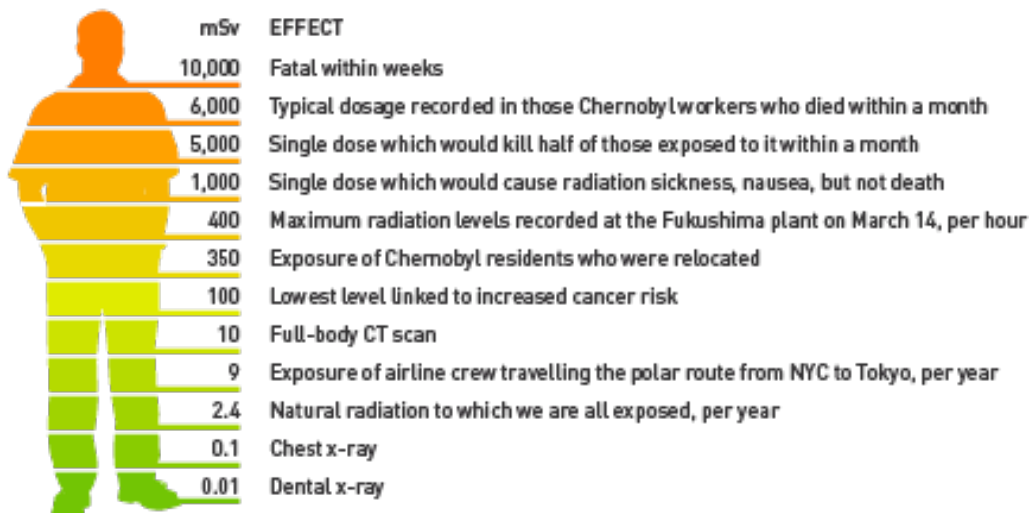 mSv EFFECT
10,000 Fatal within weeks
6,000 Typical dosage recorded in those Chernobyl workers who died within a month
5,000 Single dose which would kill half of those exposed to it within a month
1,000 Single dose which would cause radiation sickness, nausea, but not death
400 Maximum radiation levels recorded at the Fukushima plant on March 14, per hour
350 Exposure of Chernobyl residents who were relocated
100 Lowest level linked to increased cancer risk
10 Full-body CT scan
9 Exposure of airline crew travelling the polar route from NYC to Tokyo, per year
2.4 Natural radiation to which we are all exposed, per year
0.1 Chest x-ray
0.01 Dental x-ray